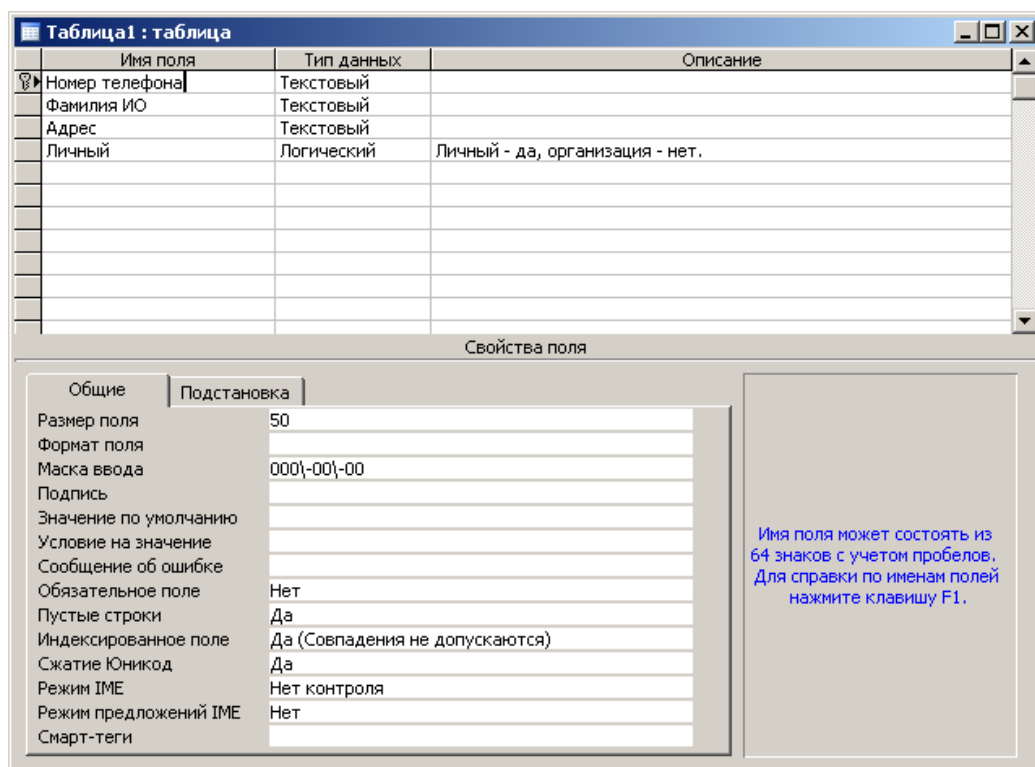 Таблица1 : таблица
Имя поля Тип данных Описание
Номер телефона Текстовый
Фамилия ИО Текстовый
Адрес Текстовый
Личный Логический Личный - да, организация - нет.
Свойства поля
Общие Подстановка
Размер поля 50
Формат поля
Маска ввода 000\-00\-00
Подпись
Значение по умолчанию
Условие на значение
Сообщение об ошибке
Обязательное поле Нет
Пустые строки Да
Индексированное поле Да (Совпадения не допускаются)
Сжатие Юникод Да
Режим IME Нет контроля
Режим предложений IME Нет
Смарт-теги
Имя поля может состоять из
64 знаков с учетом пробелов.
Для справки по именам полей
нажмите клавишу F1.